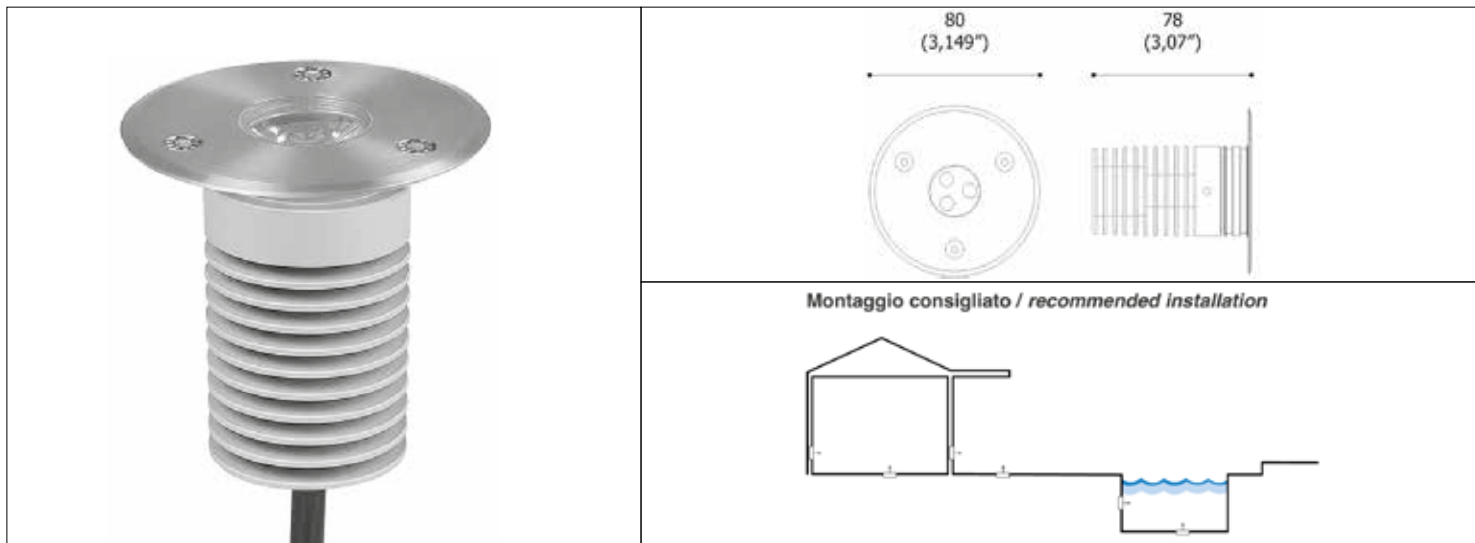 80
(3,149")
78
(3,07")
Montaggio consigliato / recommended installation